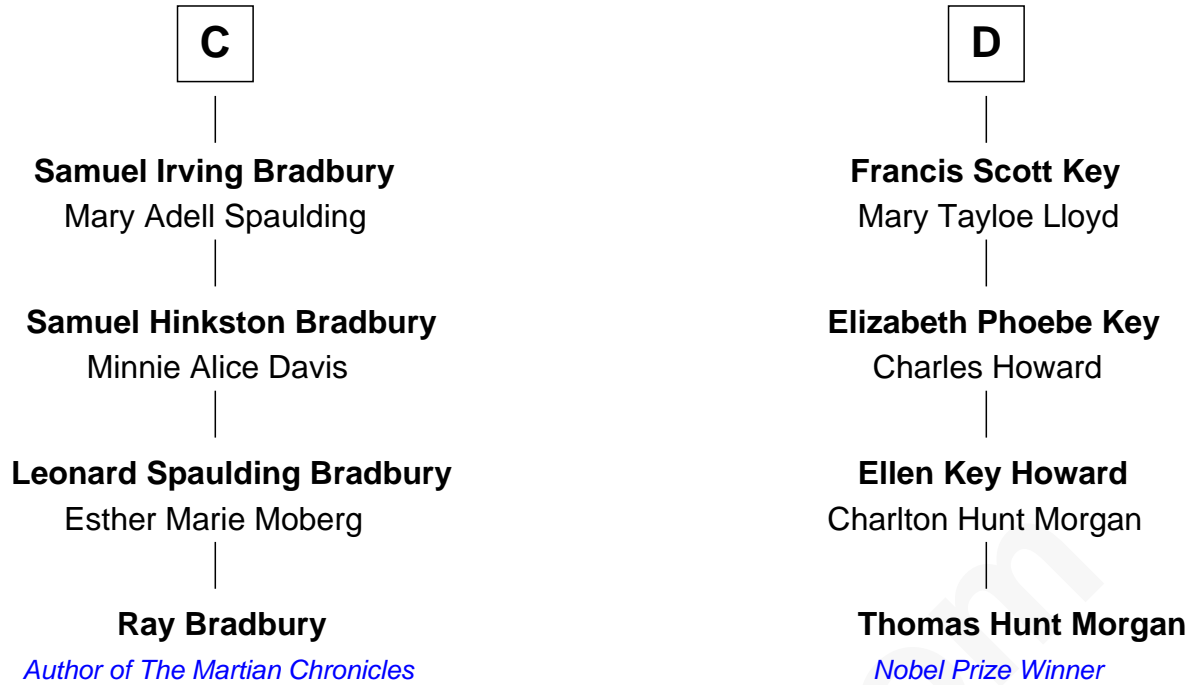 C
Samuel Irving Bradbury
Mary Adell Spaulding
Samuel Hinkston Bradbury
Minnie Alice Davis
Leonard Spaulding Bradbury
Esther Marie Moberg
Ray Bradbury
Author of The Martian Chronicles
D
Francis Scott Key
Mary Tayloe Lloyd
Elizabeth Phoebe Key
Charles Howard
Ellen Key Howard
Charlton Hunt Morgan
Thomas Hunt Morgan
Nobel Prize Winner